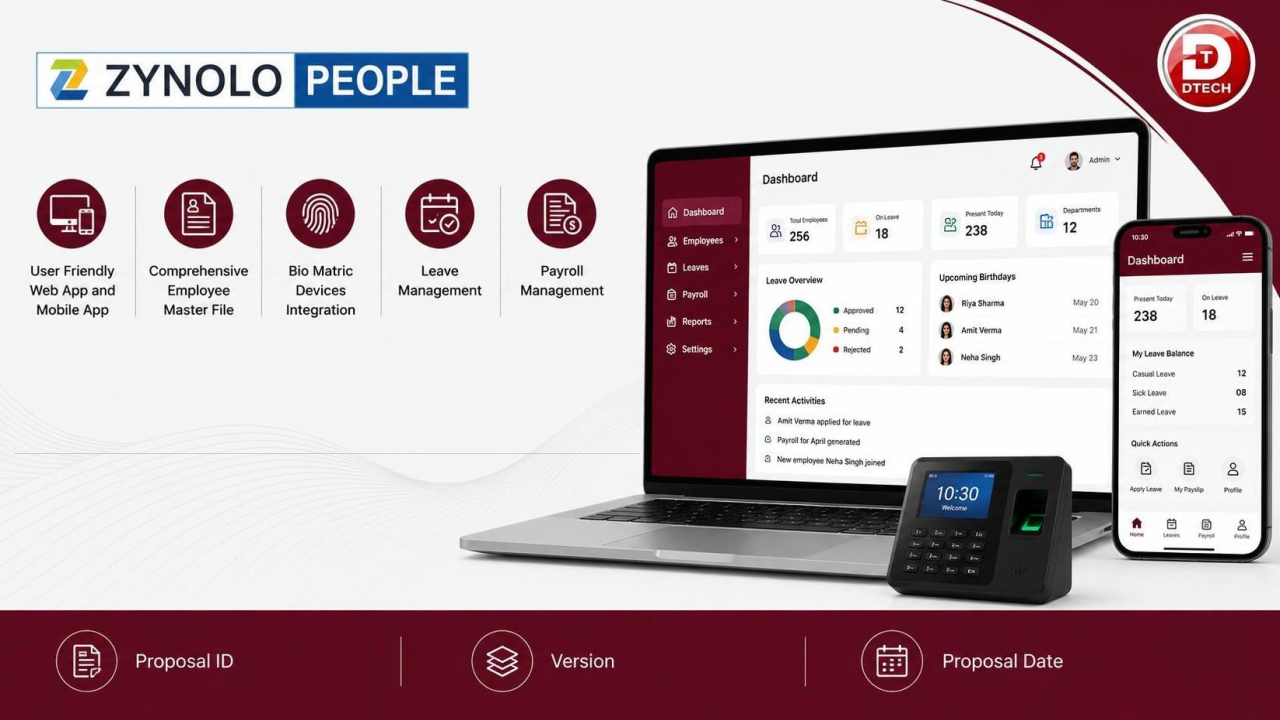 ZYNOLO PEOPLE
DTECH
User Friendly
Web App and
Mobile App
Comprehensive
Employee
Master File
Bio Matric
Devices
Integration
Leave
Management
Payroll
Management
Dashboard
Employees
Leaves
Payroll
Reports
Settings
Dashboard
Admin
Total Employees
256
On Leave
18
Present Today
238
Departments
12
Leave Overview
Approved 12
Pending 4
Rejected 2
Upcoming Birthdays
Riya Sharma May 20
Amit Verma May 21
Neha Singh May 23
Recent Activities
Amit Verma applied for leave
Payroll for April generated
New employee Neha Singh joined
10:30
Welcome
10:30
Dashboard
Present Today
238
On Leave
18
My Leave Balance
Casual Leave 12
Sick Leave 08
Earned Leave 15
Quick Actions
Apply Leave
My Payslip
Profile
Home
Leaves
Payroll
Profile
Proposal ID
Version
Proposal Date